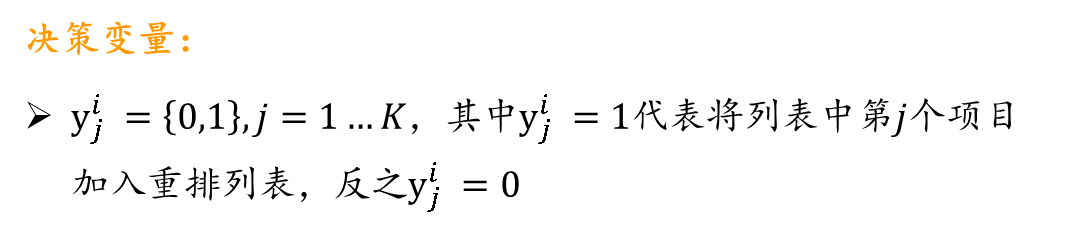 决策变量：
➢ y_j^i = {0,1}, j = 1 … K，其中y_j^i = 1代表将列表中第j个项目
加入重排列表，反之y_j^i = 0